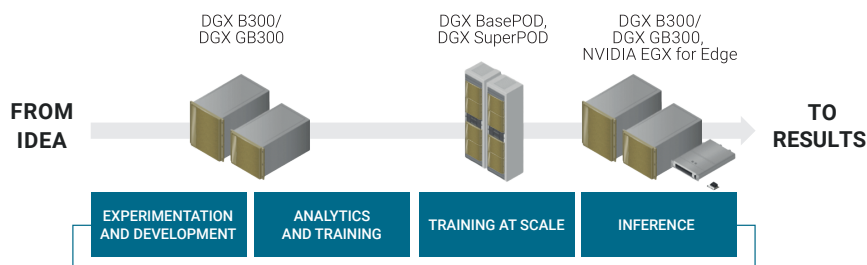 DGX B300/
DGX GB300
DGX BasePOD,
DGX SuperPOD
DGX B300/
DGX GB300,
NVIDIA EGX for Edge
FROM
IDEA
TO
RESULTS
EXPERIMENTATION
AND DEVELOPMENT
ANALYTICS
AND TRAINING
TRAINING AT SCALE
INFERENCE